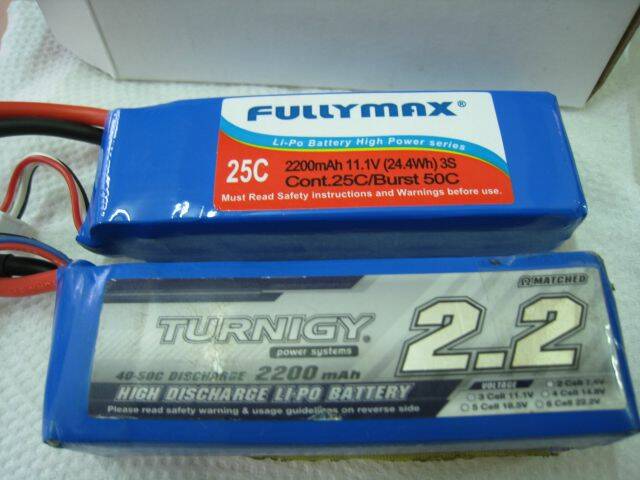 FULLYMAX®
Li-Po Battery High Power series
25C
2200mAh 11.1V (24.4Wh) 3S
Cont.25C/Burst 50C
Must Read Safety Instructions and Warnings before use.
Ω MATCHED
TURNIGY®
power systems
2.2
40-50C DISCHARGE 2200 mAh
HIGH DISCHARGE LI-PO BATTERY
Please read safety warning & usage guidelines on reverse side
VOLTAGE
2 Cell 7.4V
3 Cell 11.1V
4 Cell 14.8V
5 Cell 18.5V
6 Cell 22.2V